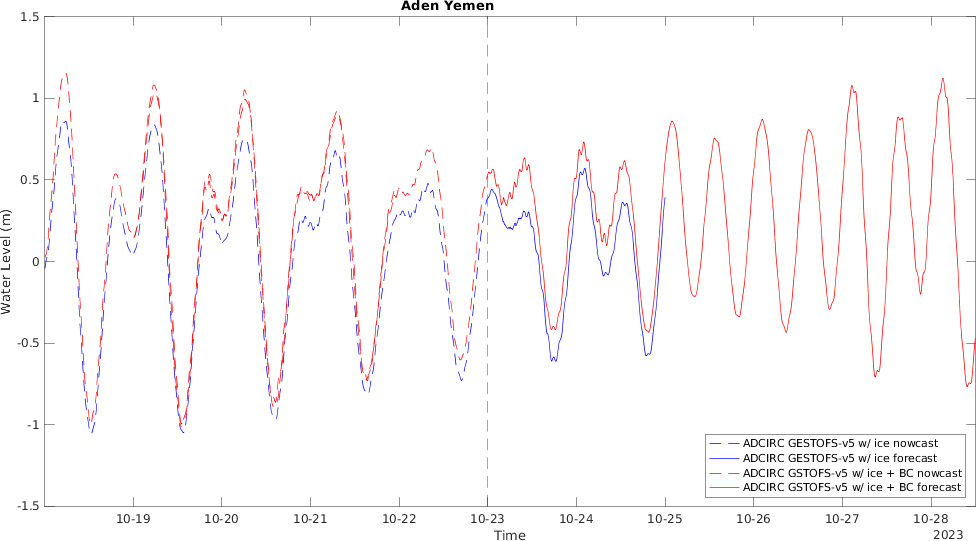 Aden Yemen
1.5
1
0.5
0
-0.5
-1
-1.5
Water Level (m)
10-19 10-20 10-21 10-22 10-23 10-24 10-25 10-26 10-27 10-28
Time
2023
ADCIRC GESTOFS-v5 w/ ice nowcast
ADCIRC GESTOFS-v5 w/ ice forecast
ADCIRC GSTOFS-v5 w/ ice + BC nowcast
ADCIRC GSTOFS-v5 w/ ice + BC forecast